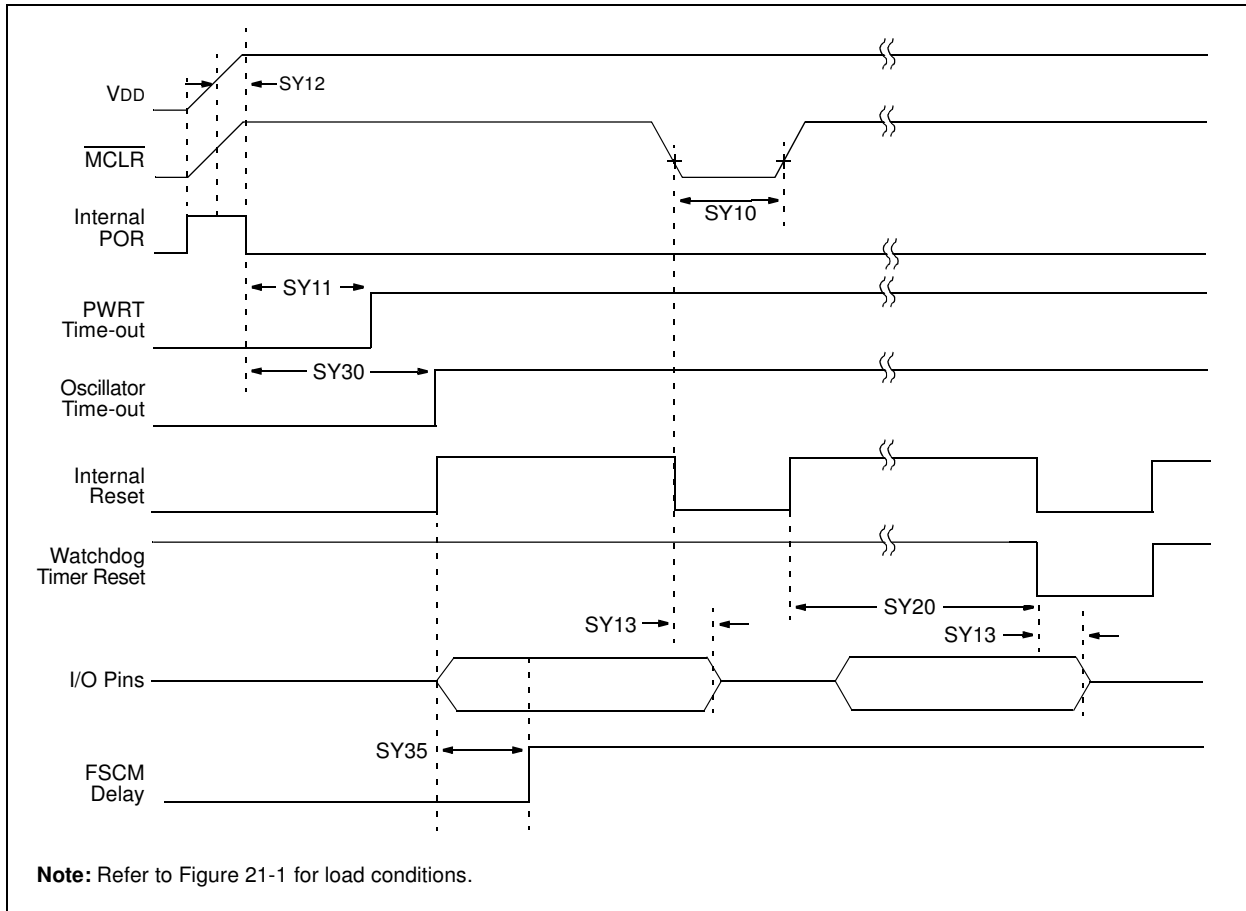 VDD
SY12
MCLR
SY10
Internal
POR
SY11
PWRT
Time-out
SY30
Oscillator
Time-out
Internal
Reset
Watchdog
Timer Reset
SY20
SY13
SY13
I/O Pins
SY35
FSCM
Delay
Note: Refer to Figure 21-1 for load conditions.